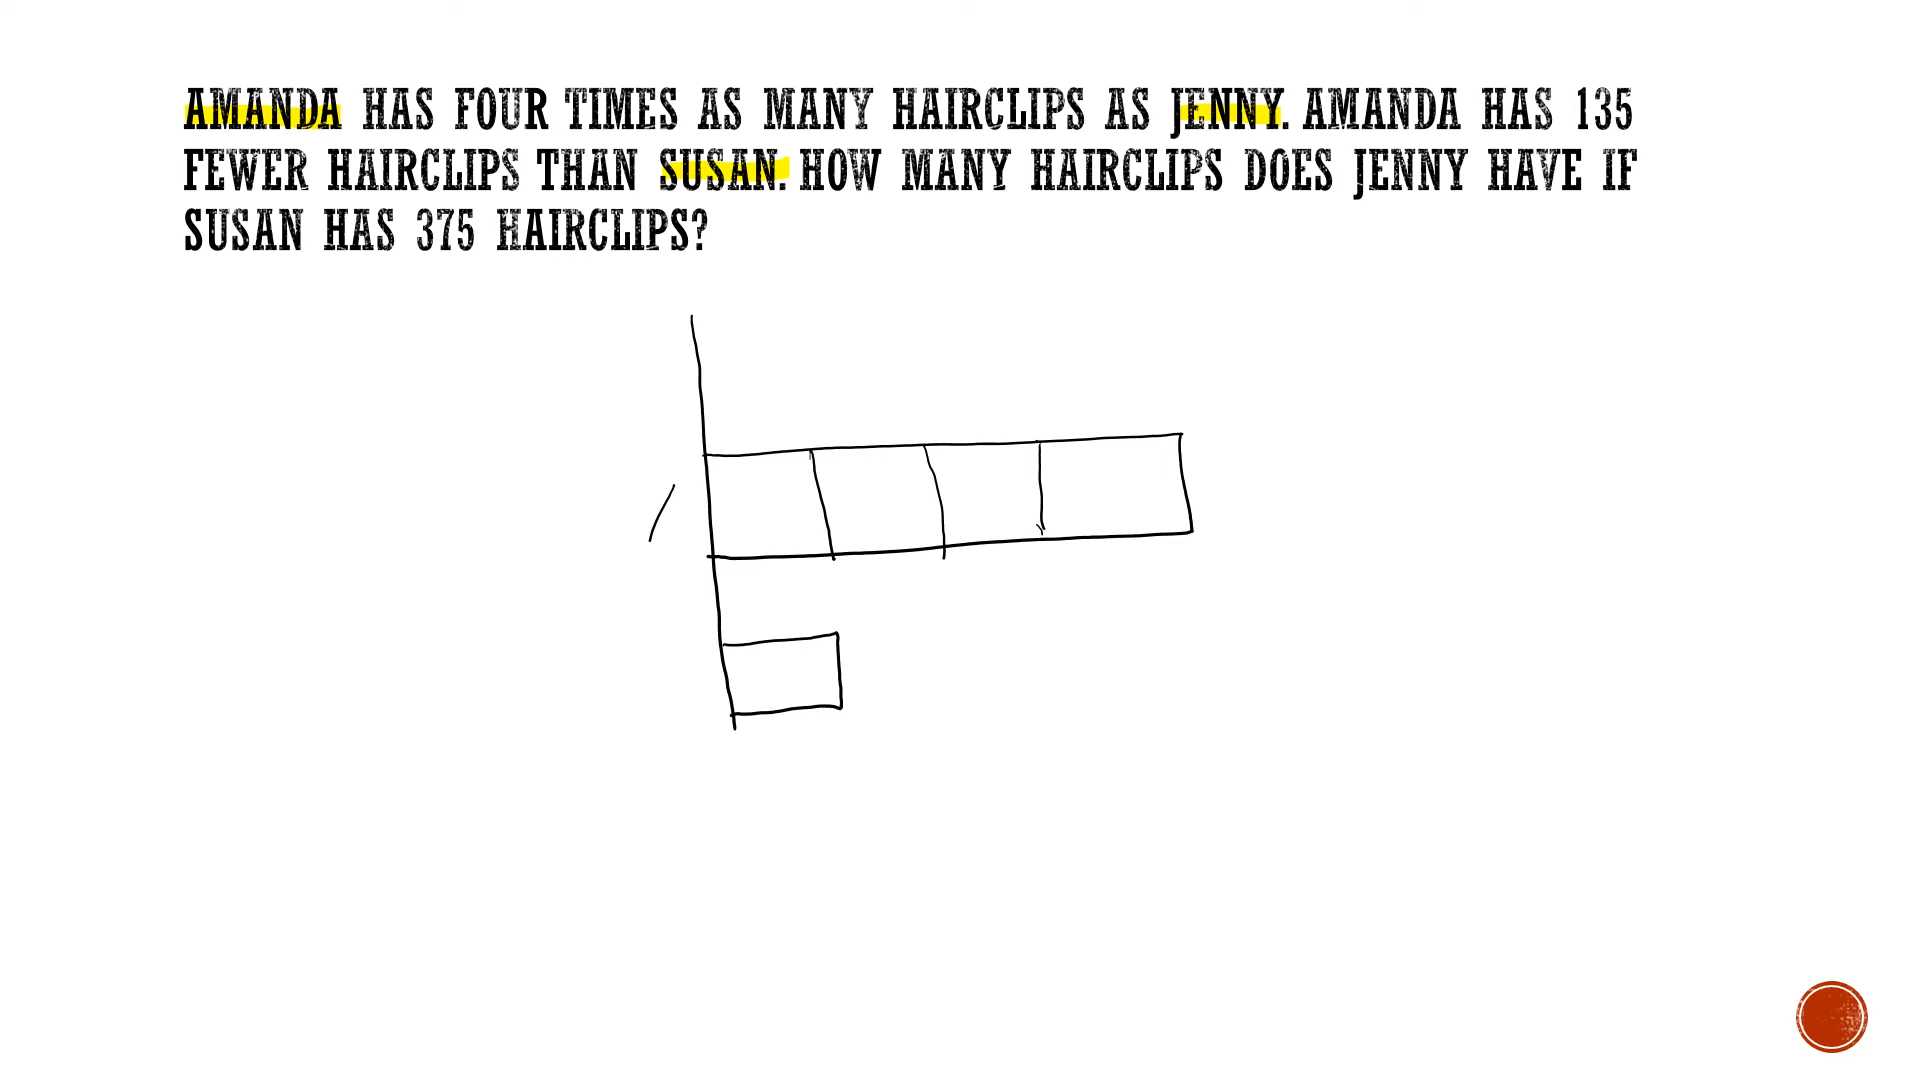 AMANDA HAS FOUR TIMES AS MANY HAIRCLIPS AS JENNY. AMANDA HAS 135
FEWER HAIRCLIPS THAN SUSAN. HOW MANY HAIRCLIPS DOES JENNY HAVE IF
SUSAN HAS 375 HAIRCLIPS?